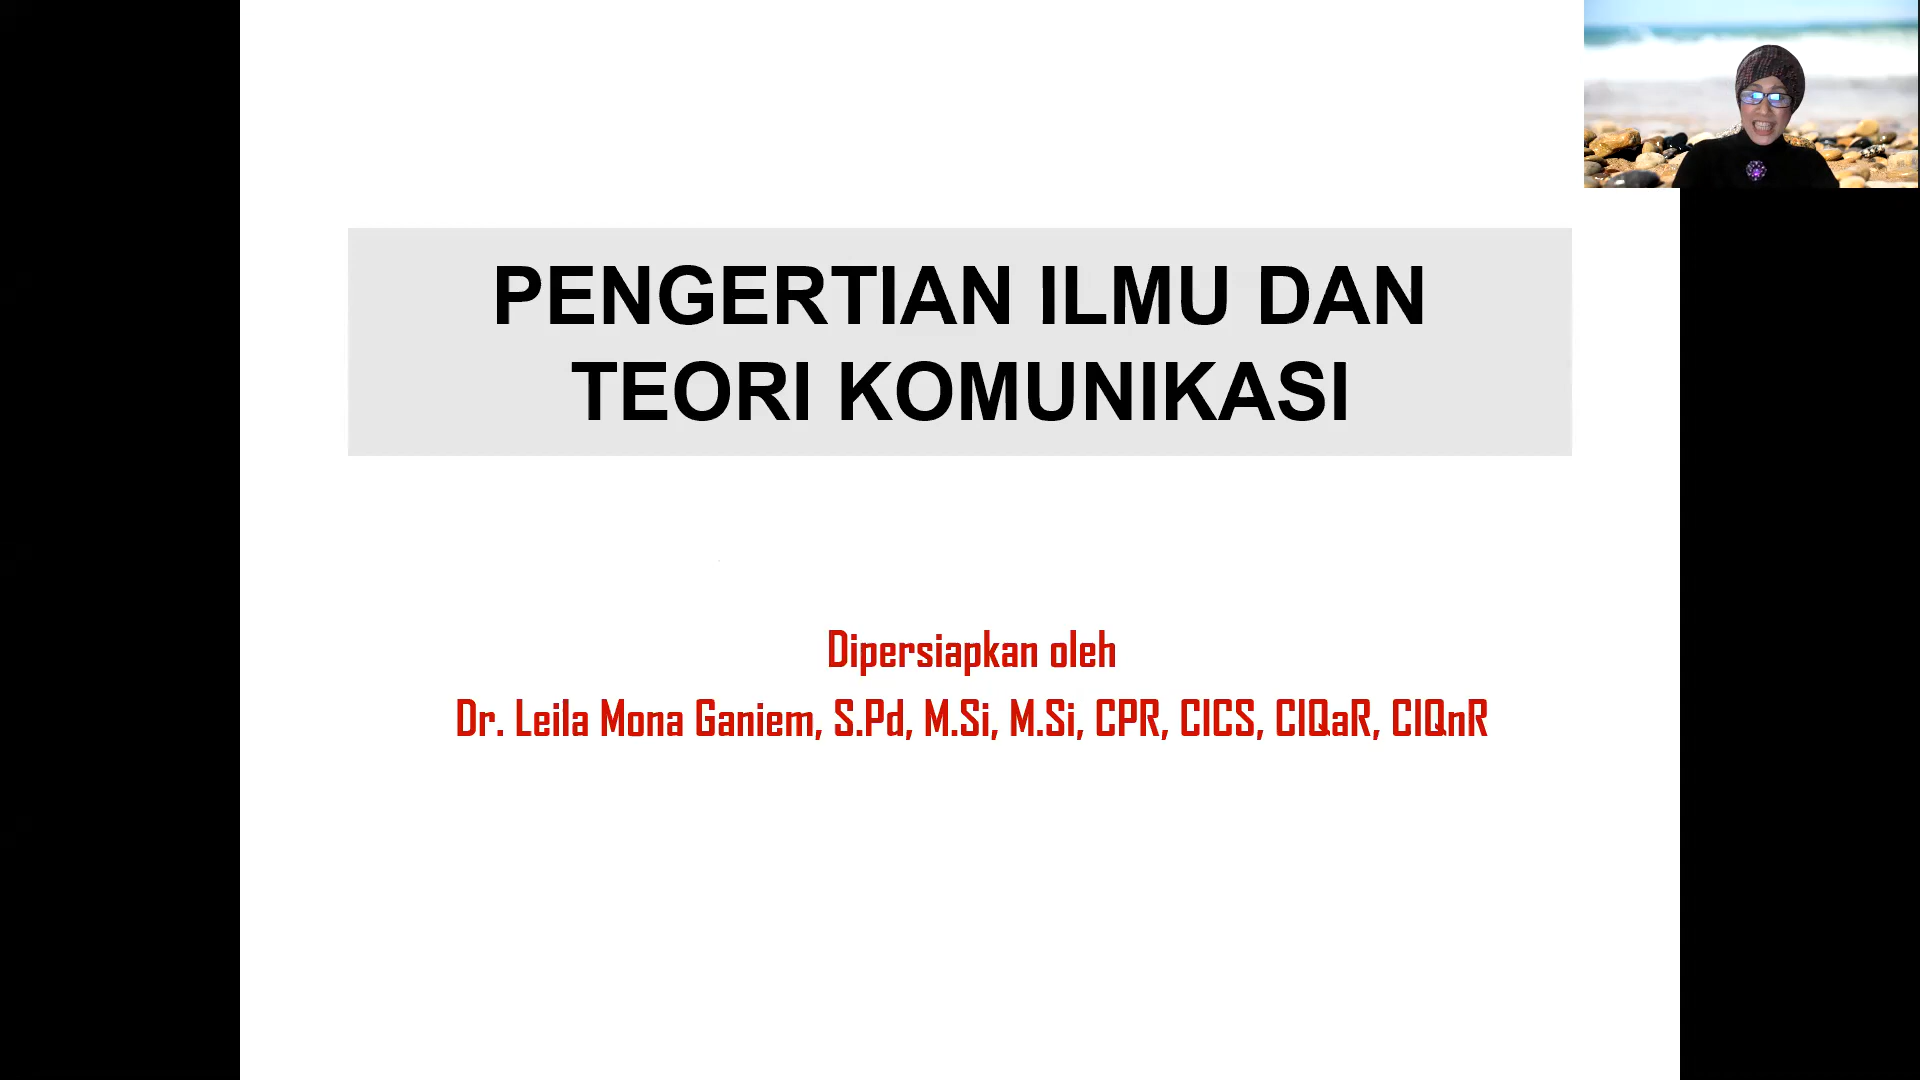 PENGERTIAN ILMU DAN
TEORI KOMUNIKASI
Dipersiapkan oleh
Dr. Leila Mona Ganiem, S.Pd, M.Si, M.Si, CPR, CICS, CIQaR, CIQnR